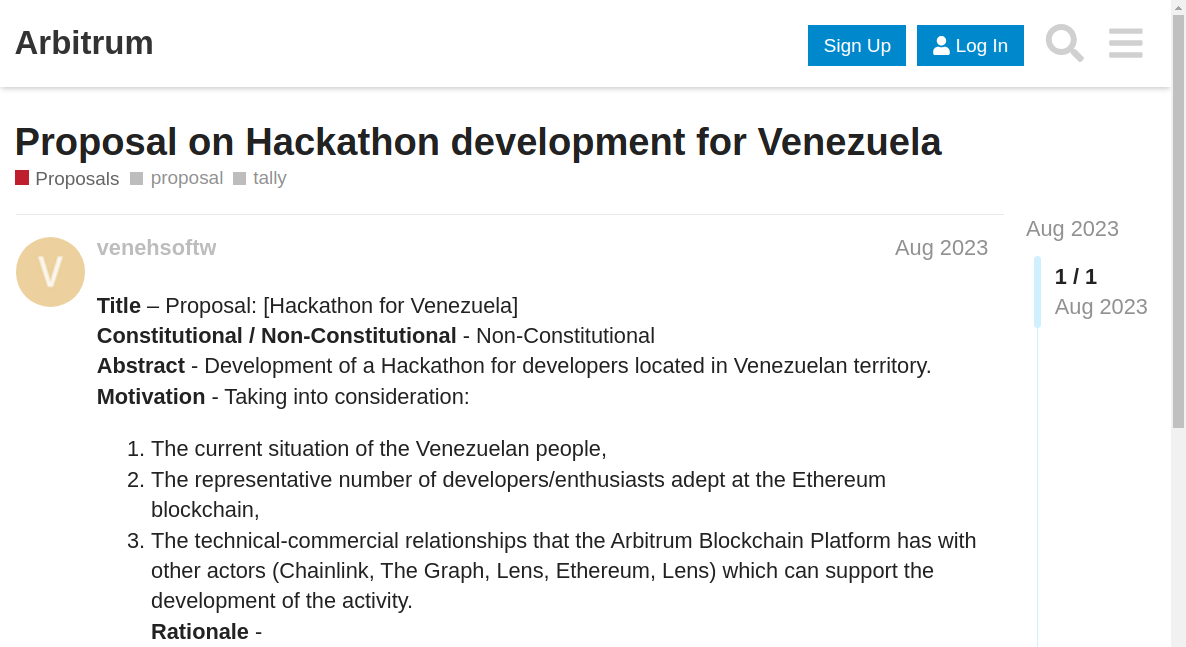 Arbitrum
Sign Up
Log In
Proposal on Hackathon development for Venezuela
Proposals proposal tally
V
venehsoftw
Aug 2023
Aug 2023
1 / 1
Aug 2023
Title – Proposal: [Hackathon for Venezuela]
Constitutional / Non-Constitutional - Non-Constitutional
Abstract - Development of a Hackathon for developers located in Venezuelan territory.
Motivation - Taking into consideration:
1. The current situation of the Venezuelan people,
2. The representative number of developers/enthusiasts adept at the Ethereum
blockchain,
3. The technical-commercial relationships that the Arbitrum Blockchain Platform has with
other actors (Chainlink, The Graph, Lens, Ethereum, Lens) which can support the
development of the activity.
Rationale -